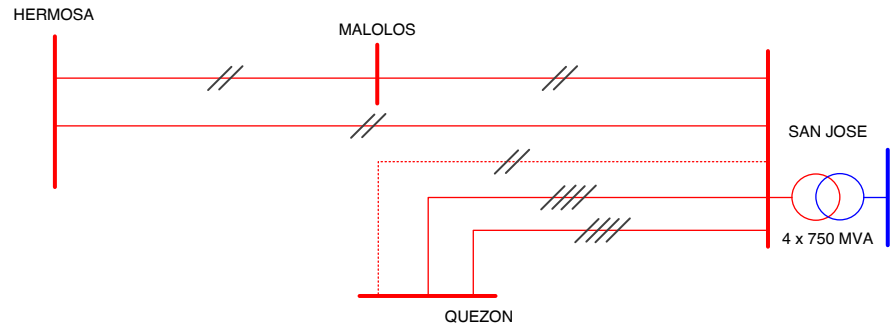 HERMOSA
MALOLOS
SAN JOSE
4 x 750 MVA
QUEZON